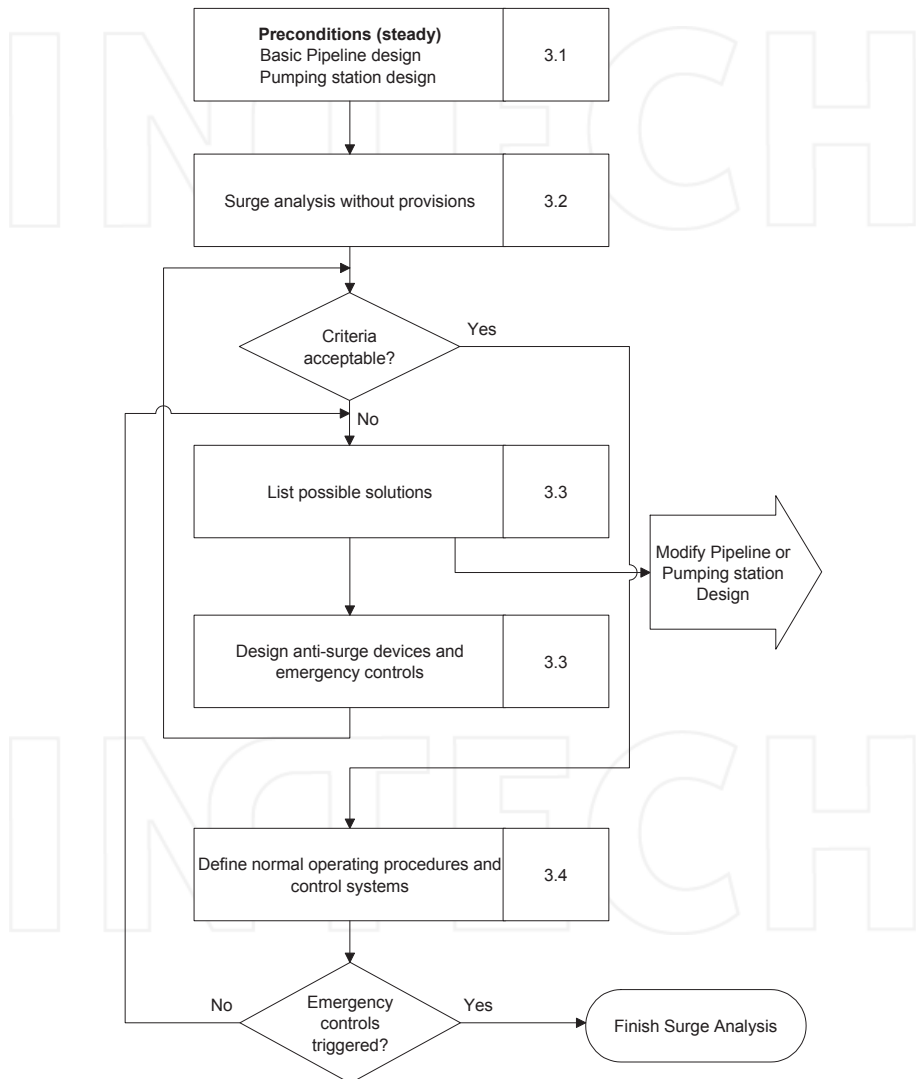 INTECH
Preconditions (steady)
Basic Pipeline design
Pumping station design
3.1
Surge analysis without provisions
3.2
Criteria
acceptable?
Yes
No
List possible solutions
3.3
Modify Pipeline or
Pumping station
Design
Design anti-surge devices and
emergency controls
3.3
INTECH
Define normal operating procedures and
control systems
3.4
No
Emergency
controls
triggered?
Yes
Finish Surge Analysis